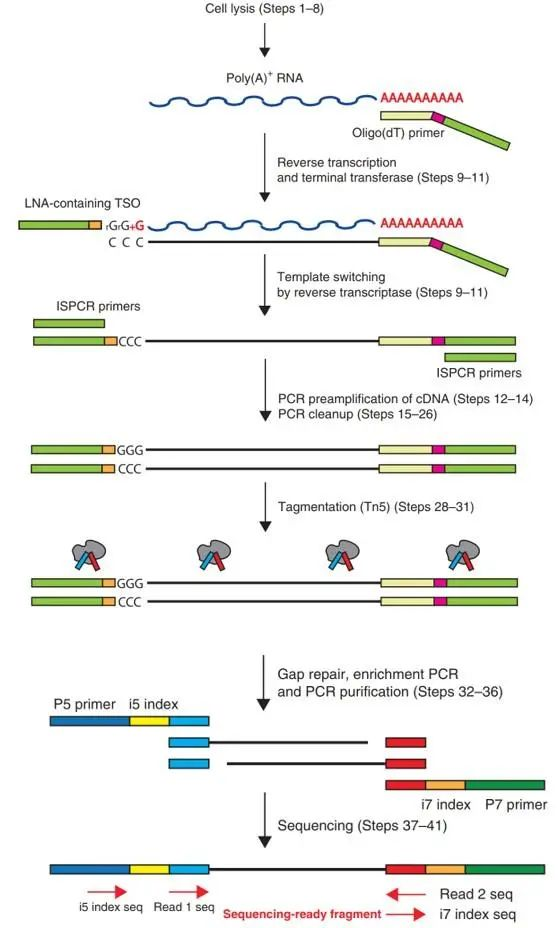 Cell lysis (Steps 1–8)
Poly(A)+ RNA
AAAAAAAAAA
Oligo(dT) primer
Reverse transcription
and terminal transferase (Steps 9–11)
LNA-containing TSO
rGrG+G
AAAAAAAAAA
C C C
Template switching
by reverse transcriptase (Steps 9–11)
ISPCR primers
CCC
ISPCR primers
PCR preamplification of cDNA (Steps 12–14)
PCR cleanup (Steps 15–26)
GGG
CCC
Tagmentation (Tn5) (Steps 28–31)
GGG
CCC
Gap repair, enrichment PCR
and PCR purification (Steps 32–36)
P5 primer i5 index
i7 index P7 primer
Sequencing (Steps 37–41)
i5 index seq Read 1 seq
Read 2 seq
Sequencing-ready fragment
i7 index seq